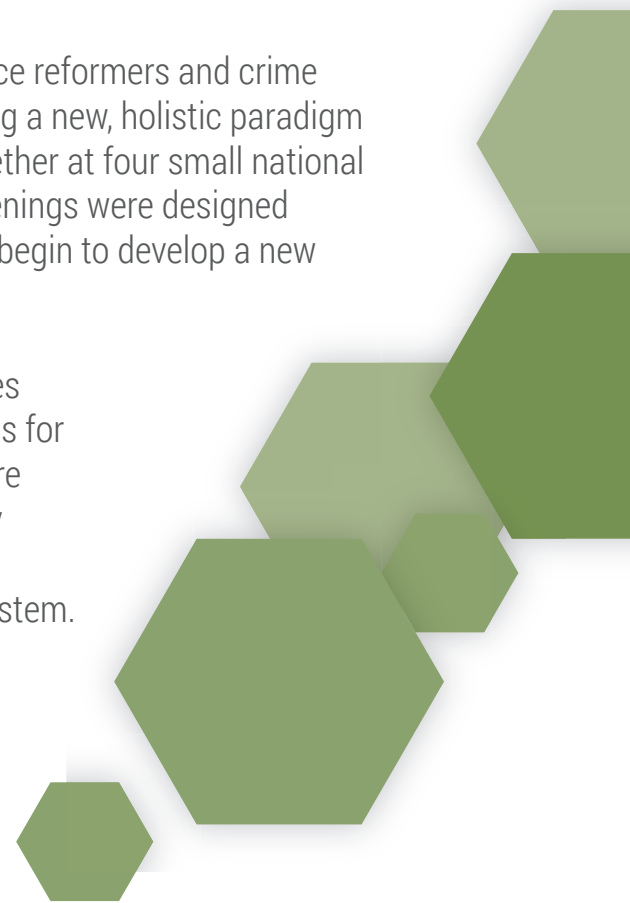 ce reformers and crime
g a new, holistic paradigm
ether at four small national
enings were designed
begin to develop a new
es
s for
re
y
stem.